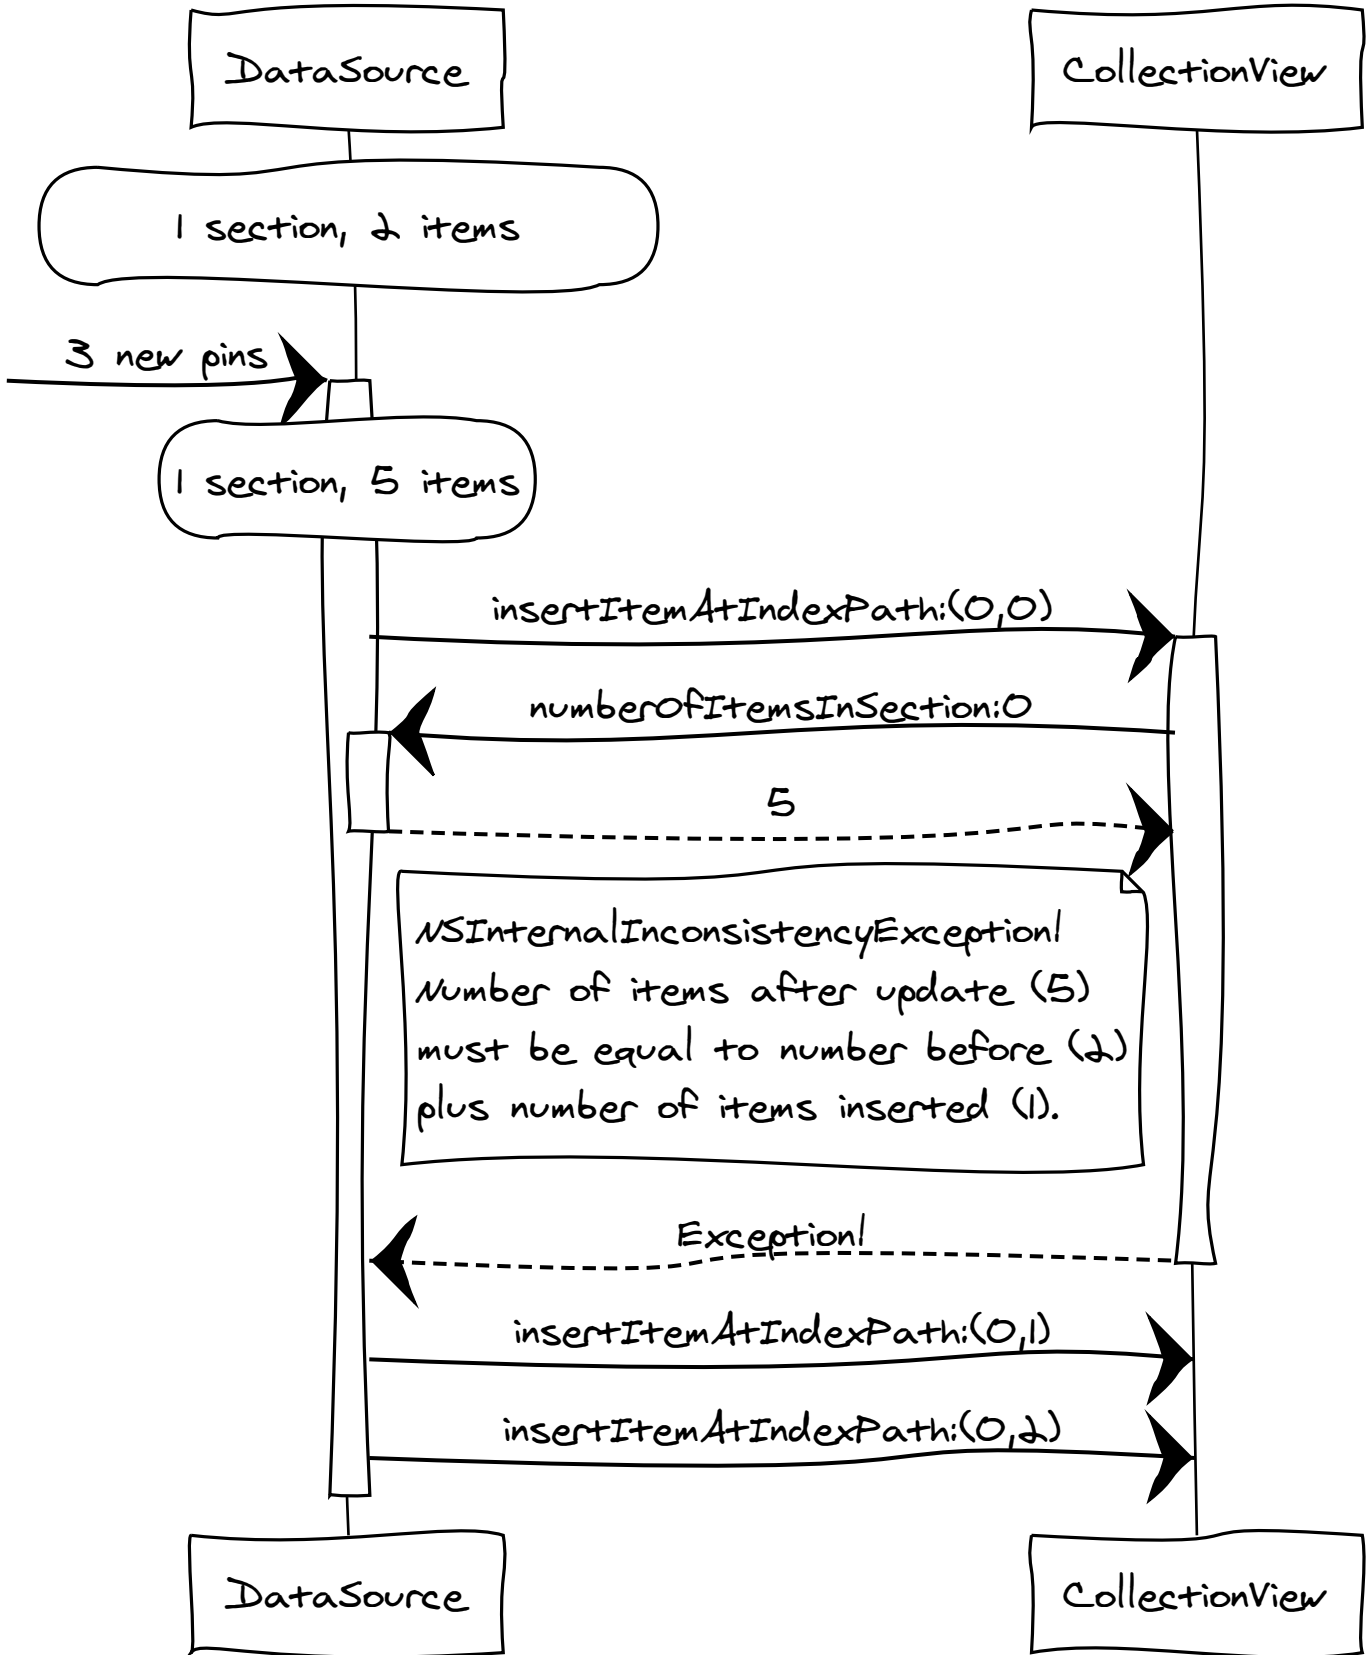 DataSource
CollectionView
1 section, 2 items
3 new pins
1 section, 5 items
insertItemAtIndexPath:(0,0)
numberOfItemsInSection:0
5
NSInternalInconsistencyException!
Number of items after update (5)
must be equal to number before (2)
plus number of items inserted (1).
Exception!
insertItemAtIndexPath:(0,1)
insertItemAtIndexPath:(0,2)
DataSource
CollectionView